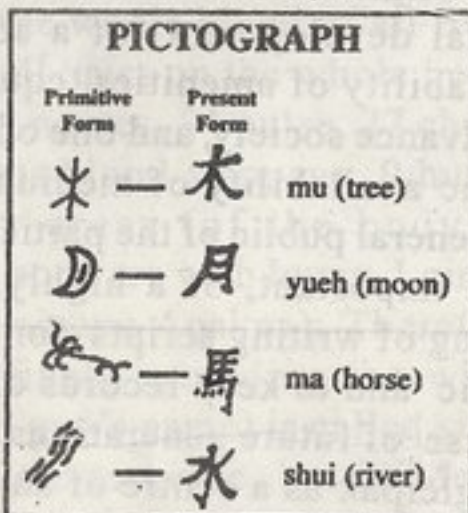 PICTOGRAPH
Primitive Form Present Form
— 木 mu (tree)
— 月 yueh (moon)
— 馬 ma (horse)
— 水 shui (river)